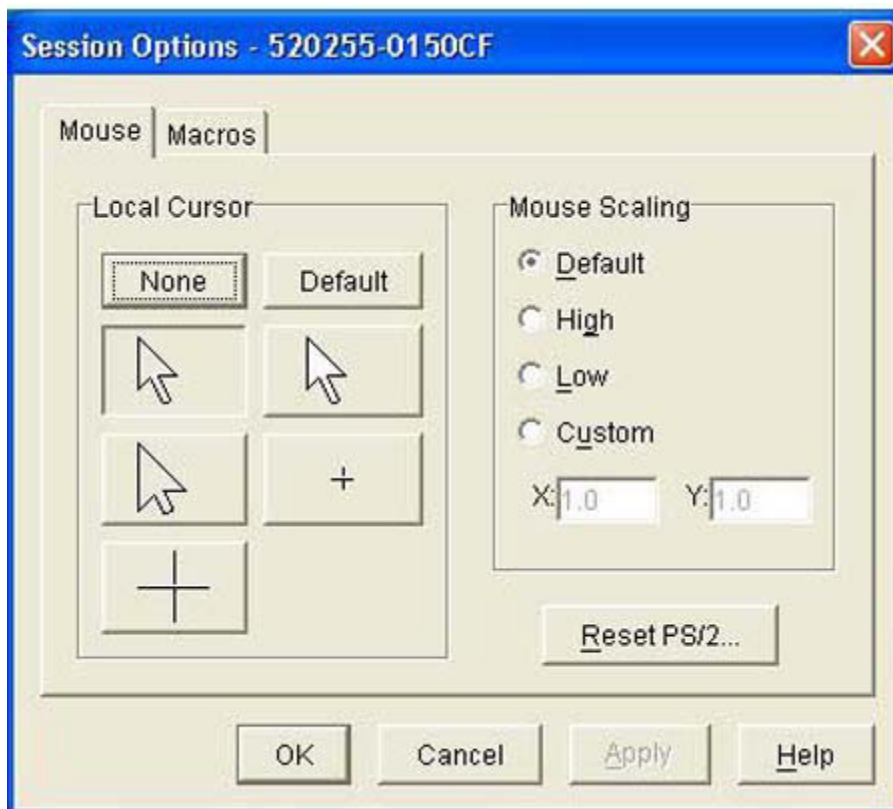 Session Options - 520255-0150CF
Mouse
Macros
Local Cursor
None
Default
Mouse Scaling
Default
High
Low
Custom
X: 1.0
Y: 1.0
Reset PS/2...
OK
Cancel
Apply
Help